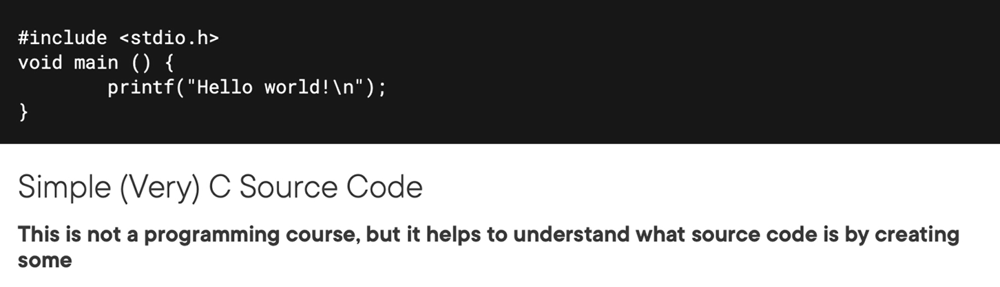 #include <stdio.h>
void main () {
        printf("Hello world!\n");
}
Simple (Very) C Source Code
This is not a programming course, but it helps to understand what source code is by creating
some